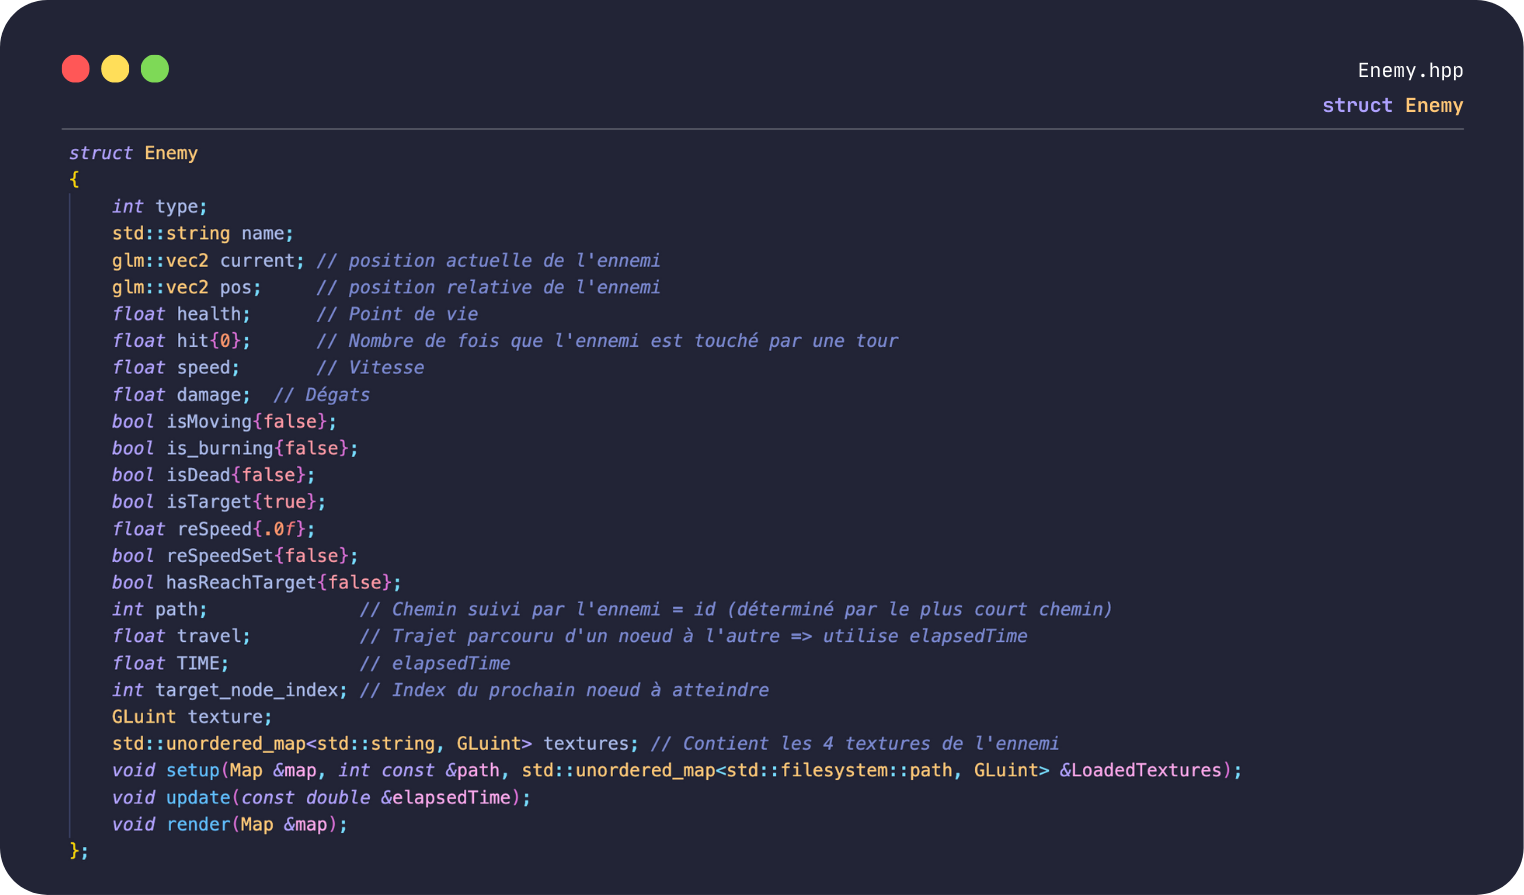 Enemy.hpp
struct Enemy
struct Enemy
{
    int type;
    std::string name;
    glm::vec2 current; // position actuelle de l'ennemi
    glm::vec2 pos;     // position relative de l'ennemi
    float health;      // Point de vie
    float hit{0};      // Nombre de fois que l'ennemi est touché par une tour
    float speed;       // Vitesse
    float damage;  // Dégats
    bool isMoving{false};
    bool is_burning{false};
    bool isDead{false};
    bool isTarget{true};
    float reSpeed{.0f};
    bool reSpeedSet{false};
    bool hasReachTarget{false};
    int path;              // Chemin suivi par l'ennemi = id (déterminé par le plus court chemin)
    float travel;          // Trajet parcouru d'un noeud à l'autre => utilise elapsedTime
    float TIME;            // elapsedTime
    int target_node_index; // Index du prochain noeud à atteindre
    GLuint texture;
    std::unordered_map<std::string, GLuint> textures; // Contient les 4 textures de l'ennemi
    void setup(Map &map, int const &path, std::unordered_map<std::filesystem::path, GLuint> &LoadedTextures);
    void update(const double &elapsedTime);
    void render(Map &map);
};